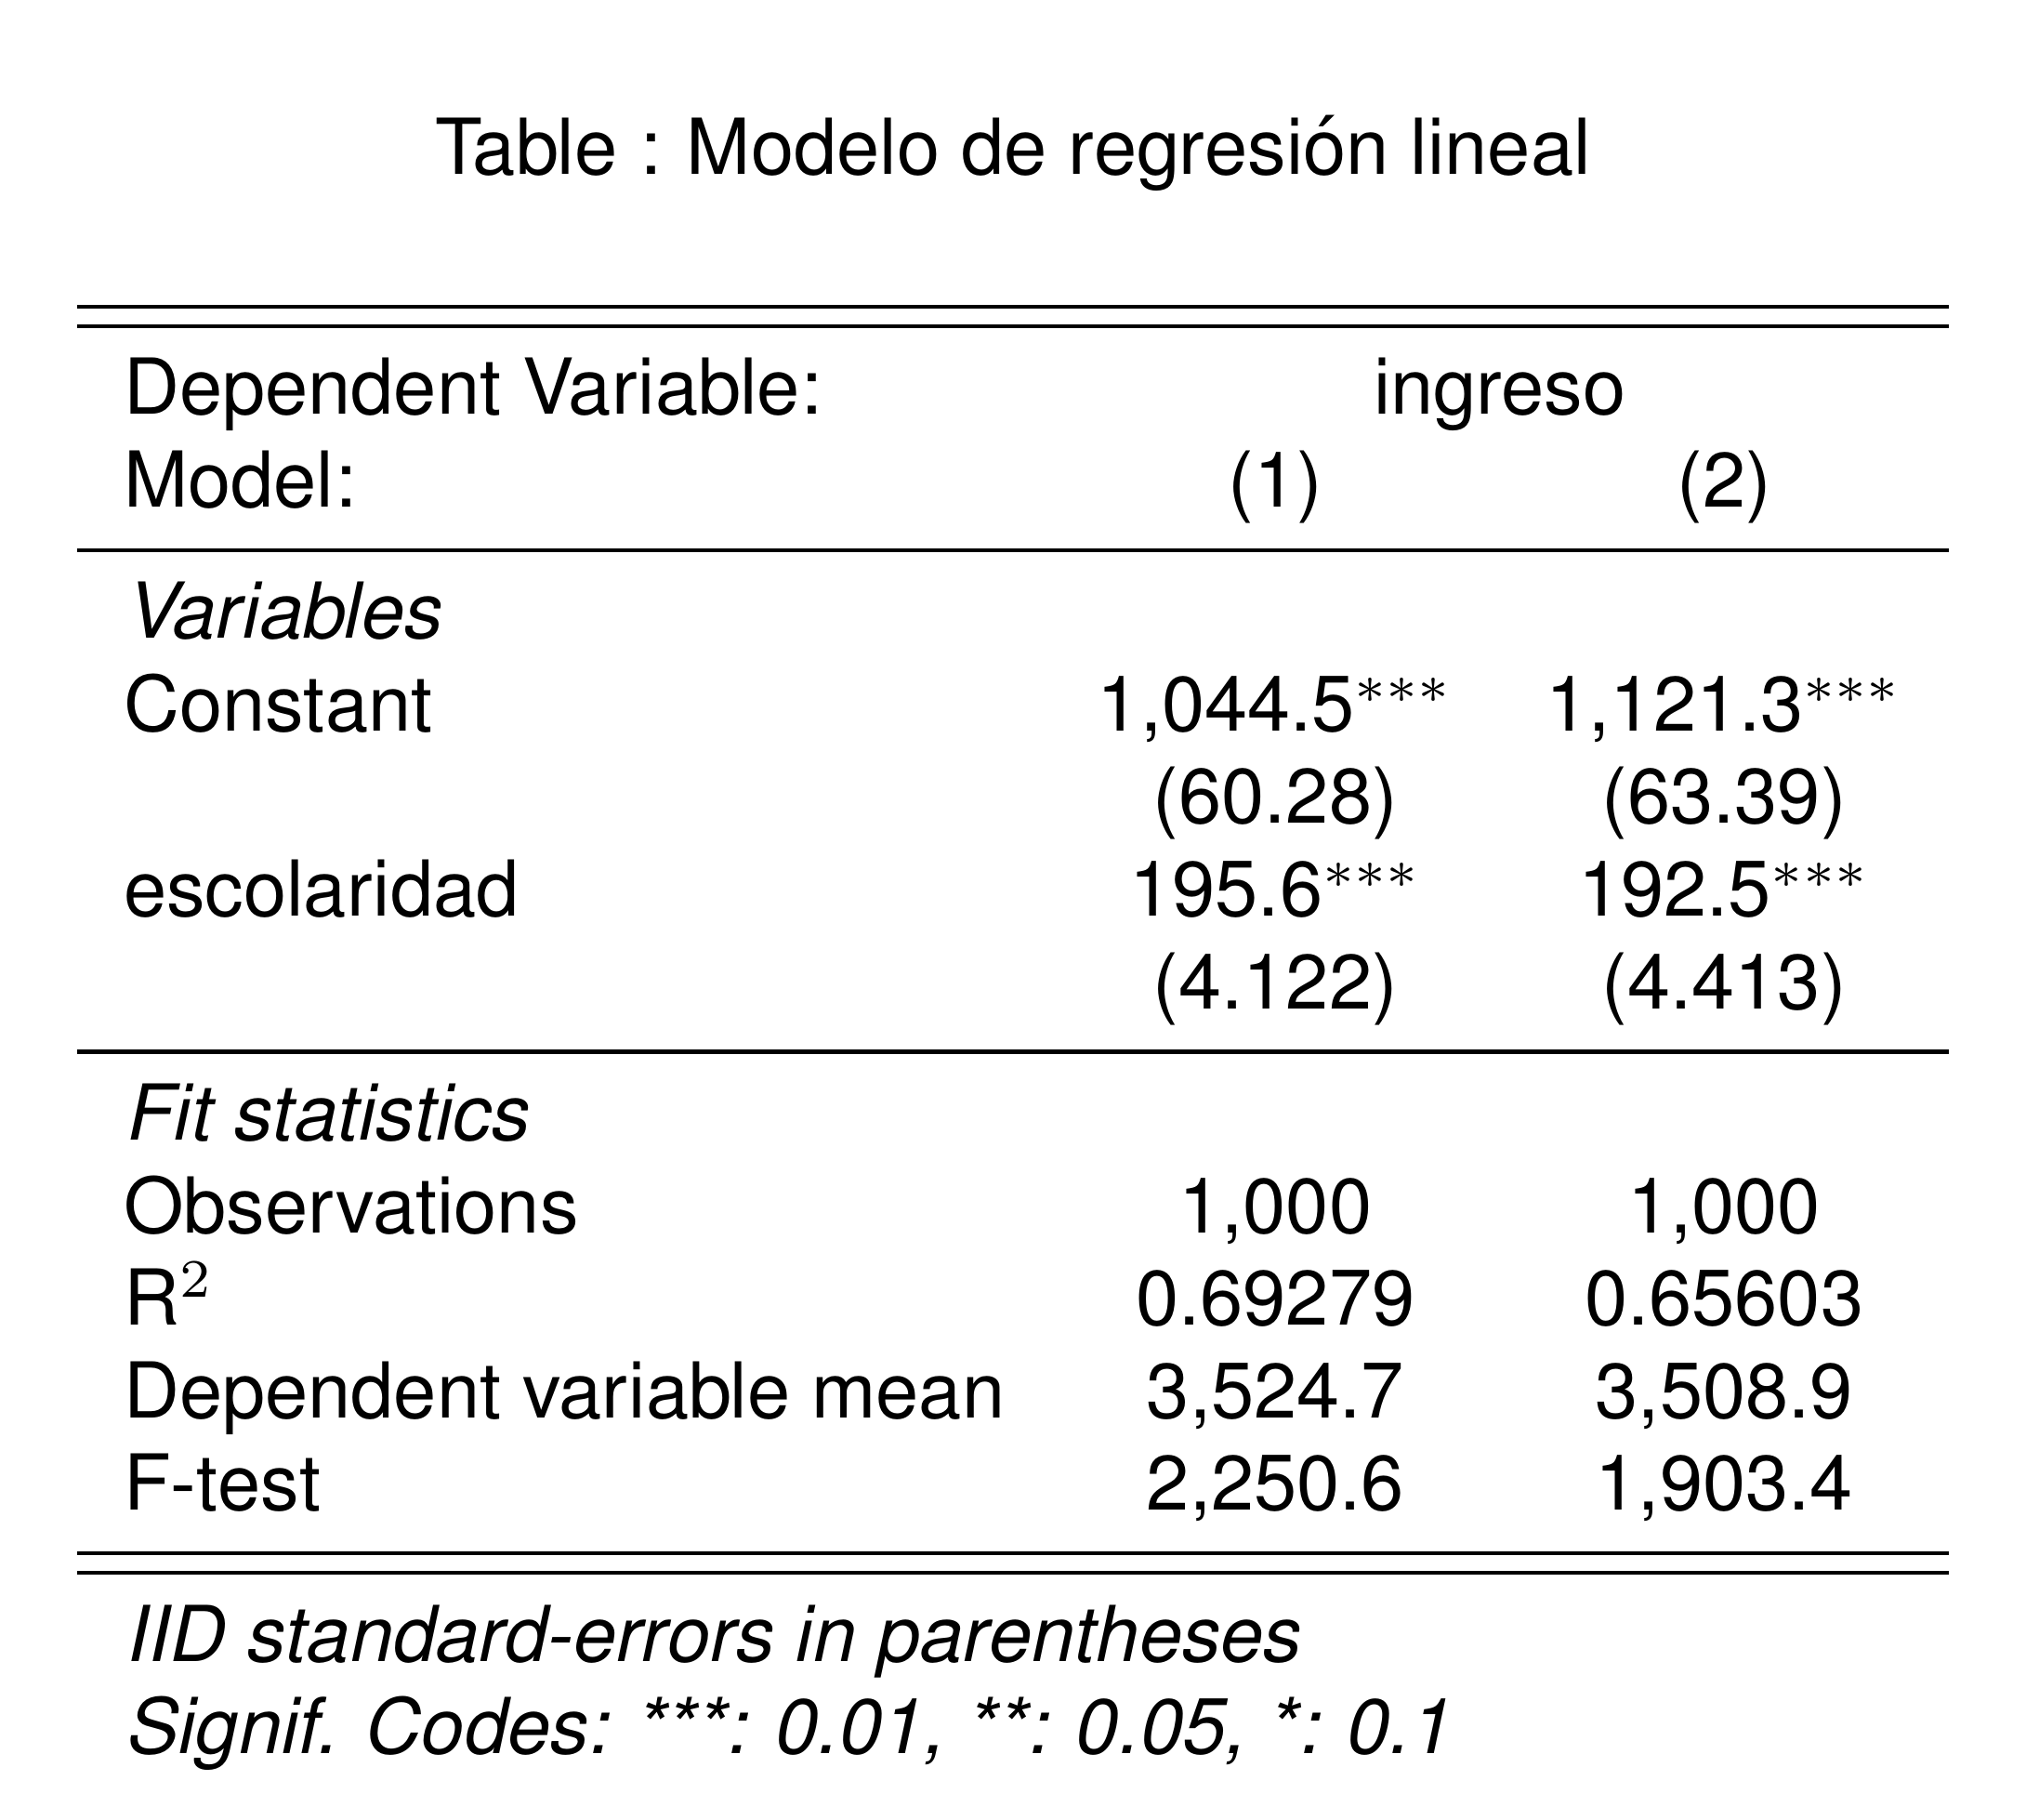 Table : Modelo de regresión lineal
Dependent Variable: ingreso
Model: (1) (2)
Variables
Constant 1,044.5*** 1,121.3***
(60.28) (63.39)
escolaridad 195.6*** 192.5***
(4.122) (4.413)
Fit statistics
Observations 1,000 1,000
R² 0.69279 0.65603
Dependent variable mean 3,524.7 3,508.9
F-test 2,250.6 1,903.4
IID standard-errors in parentheses
Signif. Codes: ***: 0.01, **: 0.05, *: 0.1